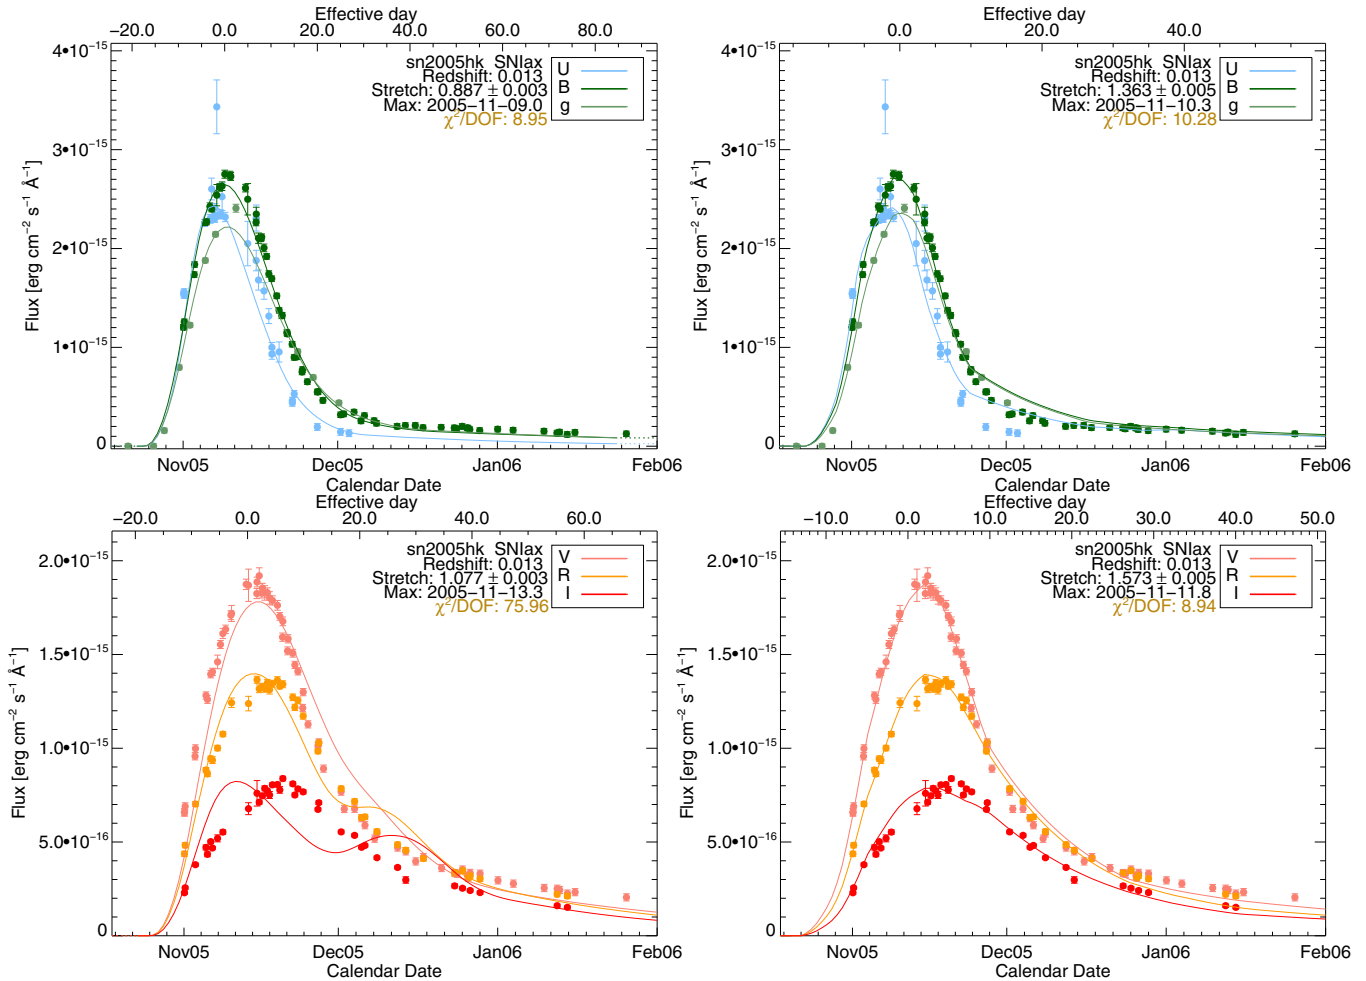 Effective day
−20.0 0.0 20.0 40.0 60.0 80.0
4•10−15
3•10−15
2•10−15
1•10−15
0
Flux [erg cm−2 s−1 Å−1]
sn2005hk SNIax
Redshift: 0.013
Stretch: 0.887 ± 0.003
Max: 2005−11−09.0
χ2/DOF: 8.95
U
B
g
Nov05 Dec05 Jan06 Feb06
Calendar Date
Effective day
0.0 20.0 40.0
4•10−15
3•10−15
2•10−15
1•10−15
0
Flux [erg cm−2 s−1 Å−1]
sn2005hk SNIax
Redshift: 0.013
Stretch: 1.363 ± 0.005
Max: 2005−11−10.3
χ2/DOF: 10.28
U
B
g
Nov05 Dec05 Jan06 Feb06
Calendar Date
Effective day
−20.0 0.0 20.0 40.0 60.0
2.0•10−15
1.5•10−15
1.0•10−15
5.0•10−16
0
Flux [erg cm−2 s−1 Å−1]
sn2005hk SNIax
Redshift: 0.013
Stretch: 1.077 ± 0.003
Max: 2005−11−13.3
χ2/DOF: 75.96
V
R
I
Nov05 Dec05 Jan06 Feb06
Calendar Date
Effective day
−10.0 0.0 10.0 20.0 30.0 40.0 50.0
2.0•10−15
1.5•10−15
1.0•10−15
5.0•10−16
0
Flux [erg cm−2 s−1 Å−1]
sn2005hk SNIax
Redshift: 0.013
Stretch: 1.573 ± 0.005
Max: 2005−11−11.8
χ2/DOF: 8.94
V
R
I
Nov05 Dec05 Jan06 Feb06
Calendar Date